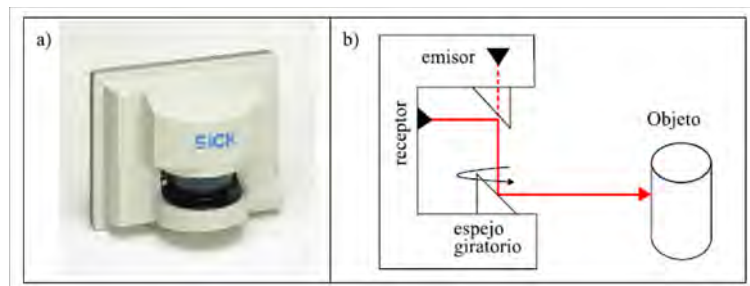 a)
SICK
b)
emisor
receptor
Objeto
espejo
giratorio